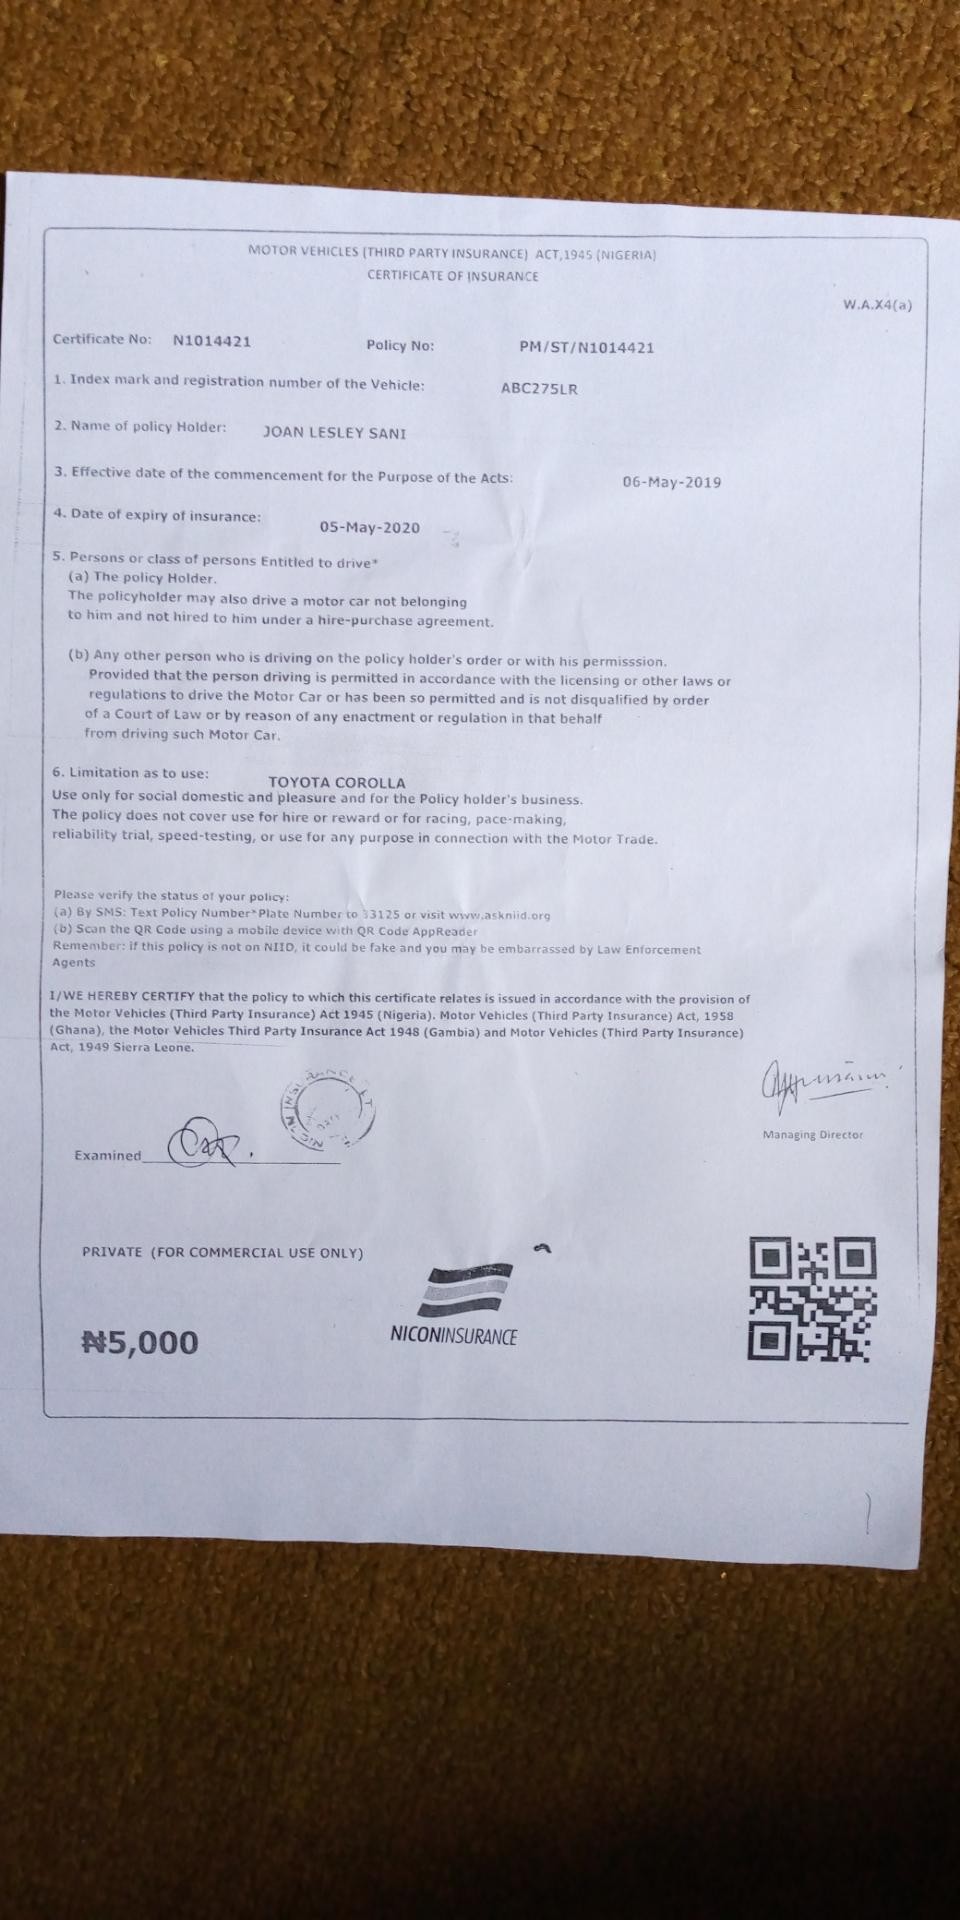 MOTOR VEHICLES (THIRD PARTY INSURANCE) ACT,1945 (NIGERIA)
CERTIFICATE OF INSURANCE
W.A.X4(a)
Certificate No: N1014421 Policy No: PM/ST/N1014421
1. Index mark and registration number of the Vehicle: ABC275LR
2. Name of policy Holder: JOAN LESLEY SANI
3. Effective date of the commencement for the Purpose of the Acts: 06-May-2019
4. Date of expiry of insurance: 05-May-2020
5. Persons or class of persons Entitled to drive*
(a) The policy Holder.
The policyholder may also drive a motor car not belonging
to him and not hired to him under a hire-purchase agreement.
(b) Any other person who is driving on the policy holder's order or with his permisssion.
Provided that the person driving is permitted in accordance with the licensing or other laws or
regulations to drive the Motor Car or has been so permitted and is not disqualified by order
of a Court of Law or by reason of any enactment or regulation in that behalf
from driving such Motor Car.
6. Limitation as to use: TOYOTA COROLLA
Use only for social domestic and pleasure and for the Policy holder's business.
The policy does not cover use for hire or reward or for racing, pace-making,
reliability trial, speed-testing, or use for any purpose in connection with the Motor Trade.
Please verify the status of your policy:
(a) By SMS: Text Policy Number*Plate Number to 33125 or visit www.askniid.org
(b) Scan the QR Code using a mobile device with QR Code AppReader
Remember: if this policy is not on NIID, it could be fake and you may be embarrassed by Law Enforcement
Agents
I/WE HEREBY CERTIFY that the policy to which this certificate relates is issued in accordance with the provision of
the Motor Vehicles (Third Party Insurance) Act 1945 (Nigeria). Motor Vehicles (Third Party Insurance) Act, 1958
(Ghana), the Motor Vehicles Third Party Insurance Act 1948 (Gambia) and Motor Vehicles (Third Party Insurance)
Act, 1949 Sierra Leone.
Managing Director
Examined
PRIVATE (FOR COMMERCIAL USE ONLY)
NICONINSURANCE
₦5,000